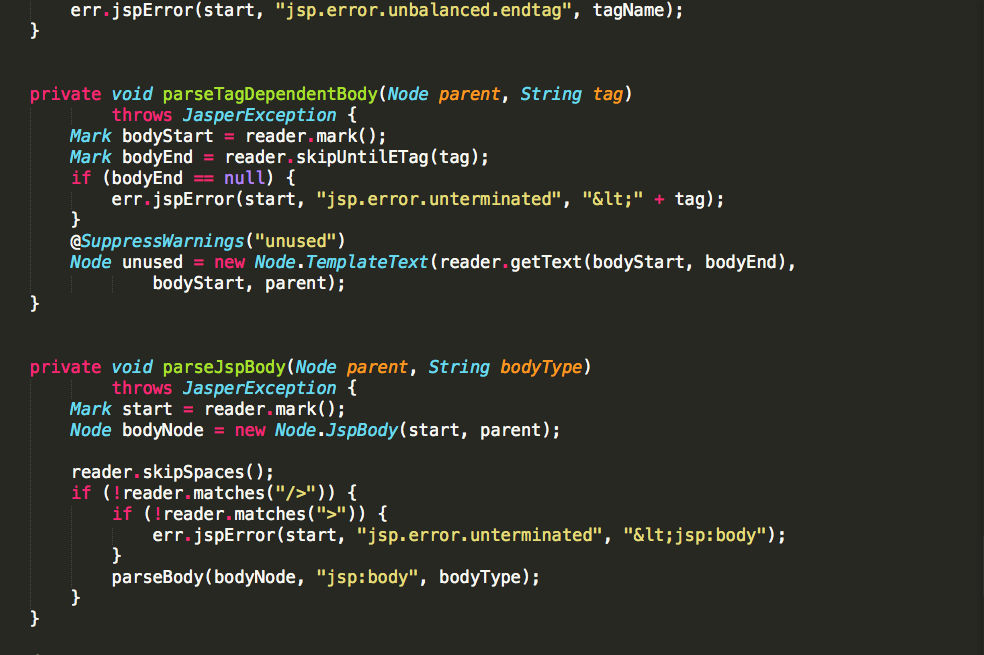 err.jspError(start, "jsp.error.unbalanced.endtag", tagName);
}
private void parseTagDependentBody(Node parent, String tag)
throws JasperException {
Mark bodyStart = reader.mark();
Mark bodyEnd = reader.skipUntilETag(tag);
if (bodyEnd == null) {
err.jspError(start, "jsp.error.unterminated", "&lt;" + tag);
}
@SuppressWarnings("unused")
Node unused = new Node.TemplateText(reader.getText(bodyStart, bodyEnd),
bodyStart, parent);
}
private void parseJspBody(Node parent, String bodyType)
throws JasperException {
Mark start = reader.mark();
Node bodyNode = new Node.JspBody(start, parent);
reader.skipSpaces();
if (!reader.matches("/>")) {
if (!reader.matches(">")) {
err.jspError(start, "jsp.error.unterminated", "&lt;jsp:body");
}
parseBody(bodyNode, "jsp:body", bodyType);
}
}